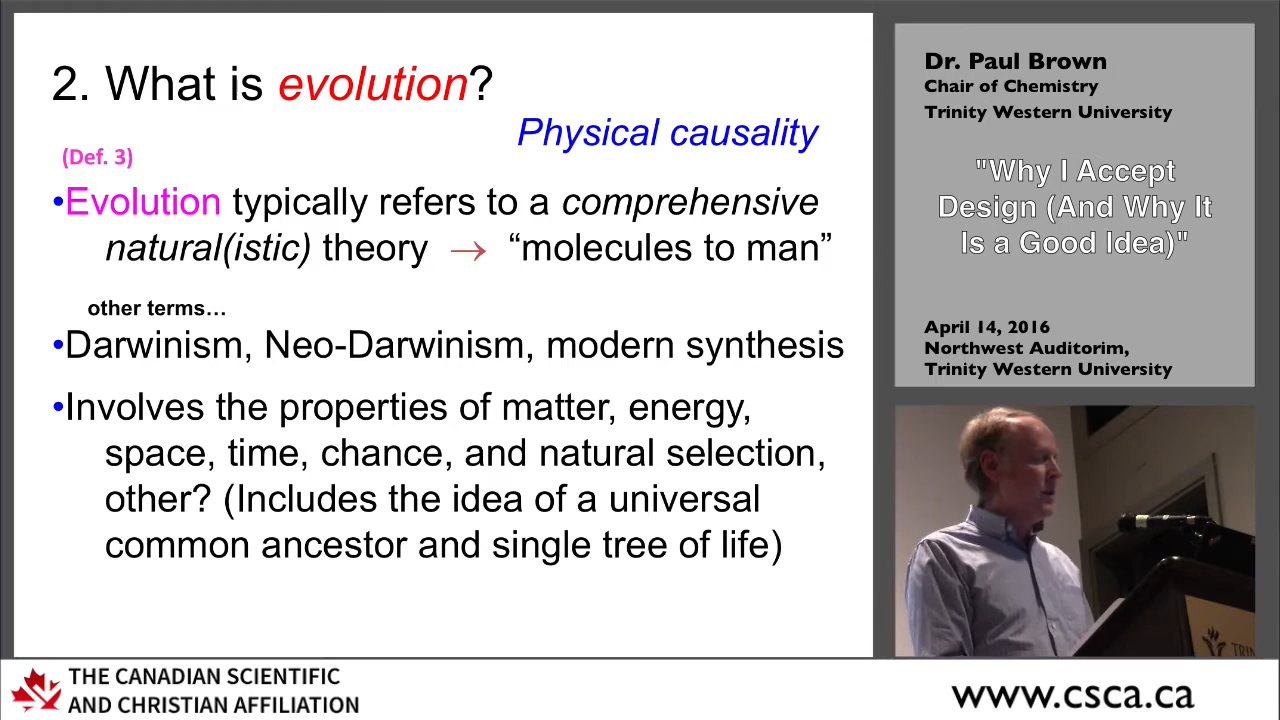 2. What is evolution?
Physical causality
(Def. 3)
•Evolution typically refers to a comprehensive
natural(istic) theory → “molecules to man”
other terms…
•Darwinism, Neo-Darwinism, modern synthesis
•Involves the properties of matter, energy,
space, time, chance, and natural selection,
other? (Includes the idea of a universal
common ancestor and single tree of life)
Dr. Paul Brown
Chair of Chemistry
Trinity Western University
"Why I Accept
Design (And Why It
Is a Good Idea)"
April 14, 2016
Northwest Auditorim,
Trinity Western University
THE CANADIAN SCIENTIFIC
AND CHRISTIAN AFFILIATION
www.csca.ca